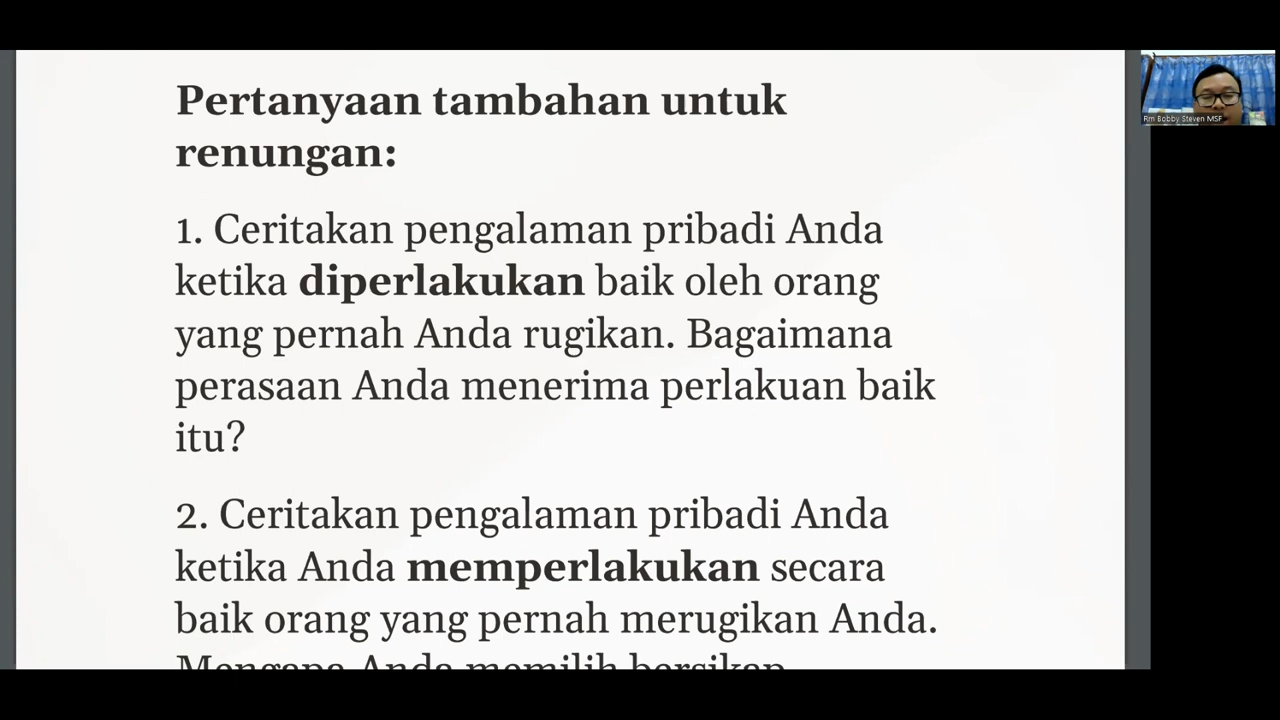 Pertanyaan tambahan untuk
renungan:
1. Ceritakan pengalaman pribadi Anda
ketika diperlakukan baik oleh orang
yang pernah Anda rugikan. Bagaimana
perasaan Anda menerima perlakuan baik
itu?
2. Ceritakan pengalaman pribadi Anda
ketika Anda memperlakukan secara
baik orang yang pernah merugikan Anda.
Mengapa Anda memilih bersikap
Rm Bobby Steven MSF